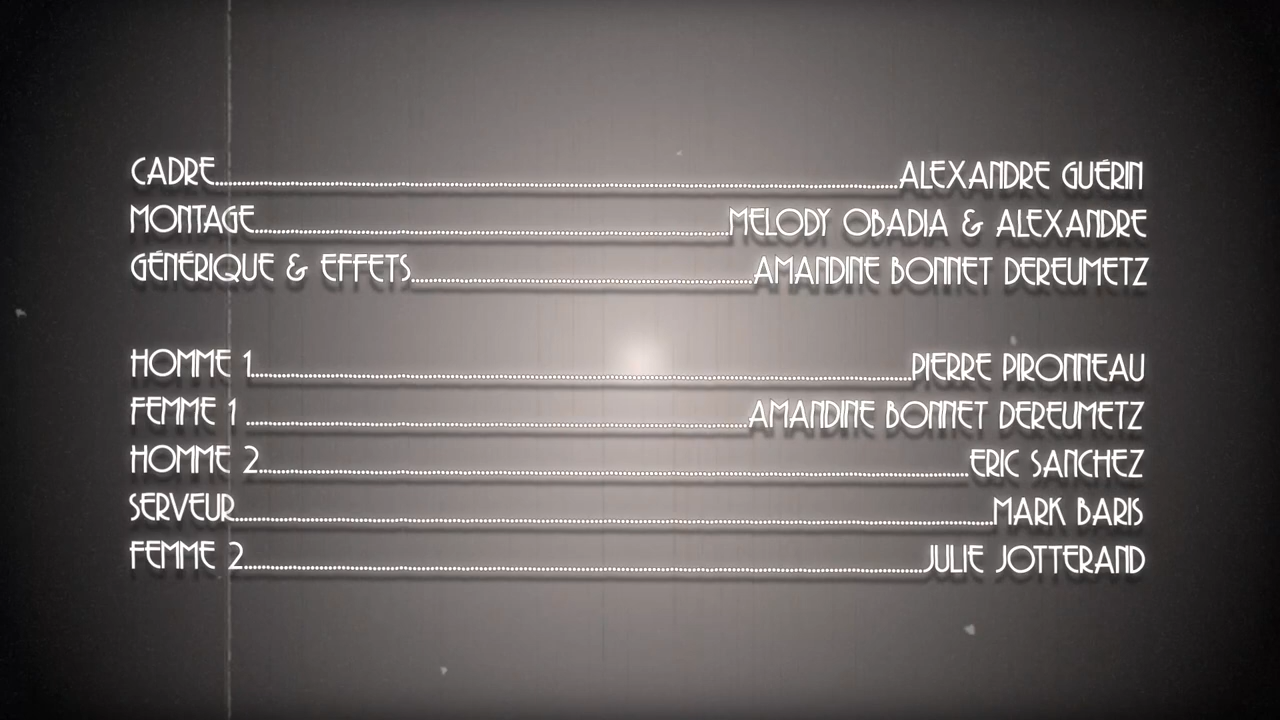 CADRE........ALEXANDRE GUÉRIN
MONTAGE........MELODY OBADIA & ALEXANDRE
GÉNÉRIQUE & EFFETS........AMANDINE BONNET DEREUMETZ
HOMME 1........PIERRE PIRONNEAU
FEMME 1........AMANDINE BONNET DEREUMETZ
HOMME 2........ERIC SANCHEZ
SERVEUR........MARK BARIS
FEMME 2........JULIE JOTTERAND